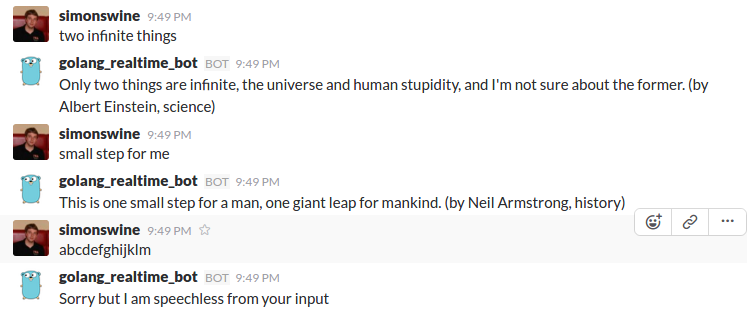 simonswine 9:49 PM
two infinite things
golang_realtime_bot BOT 9:49 PM
Only two things are infinite, the universe and human stupidity, and I'm not sure about the former. (by
Albert Einstein, science)
simonswine 9:49 PM
small step for me
golang_realtime_bot BOT 9:49 PM
This is one small step for a man, one giant leap for mankind. (by Neil Armstrong, history)
simonswine 9:49 PM
abcdefghijklm
golang_realtime_bot BOT 9:49 PM
Sorry but I am speechless from your input